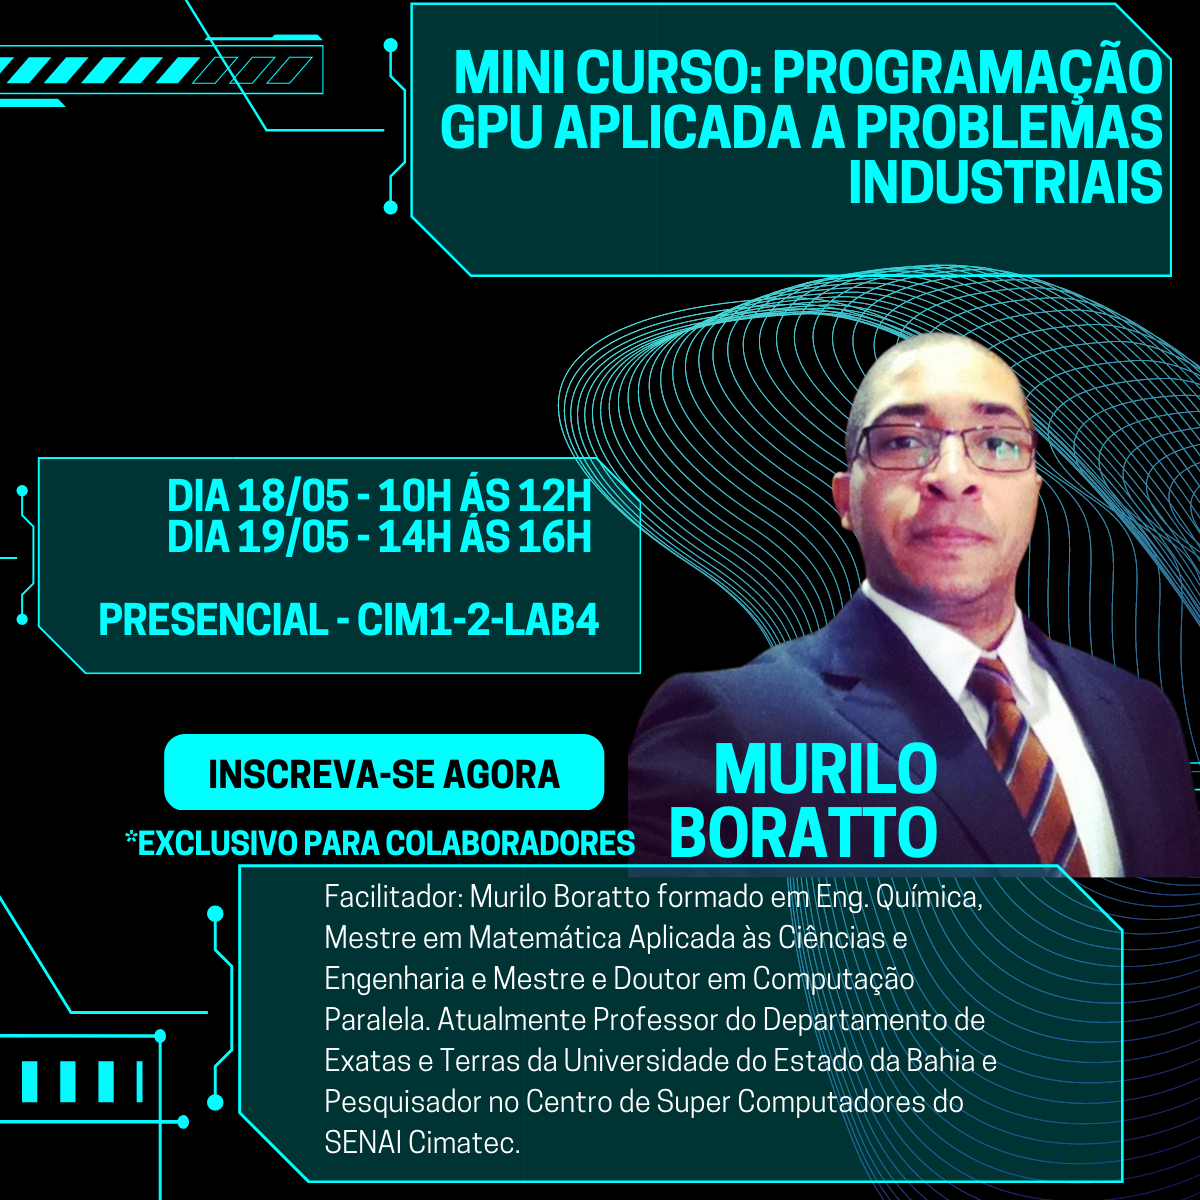 MINI CURSO: PROGRAMAÇÃO
GPU APLICADA A PROBLEMAS
INDUSTRIAIS
DIA 18/05 - 10H ÁS 12H
DIA 19/05 - 14H ÁS 16H
PRESENCIAL - CIM1-2-LAB4
INSCREVA-SE AGORA
*EXCLUSIVO PARA COLABORADORES
MURILO
BORATTO
Facilitador: Murilo Boratto formado em Eng. Química,
Mestre em Matemática Aplicada às Ciências e
Engenharia e Mestre e Doutor em Computação
Paralela. Atualmente Professor do Departamento de
Exatas e Terras da Universidade do Estado da Bahia e
Pesquisador no Centro de Super Computadores do
SENAI Cimatec.